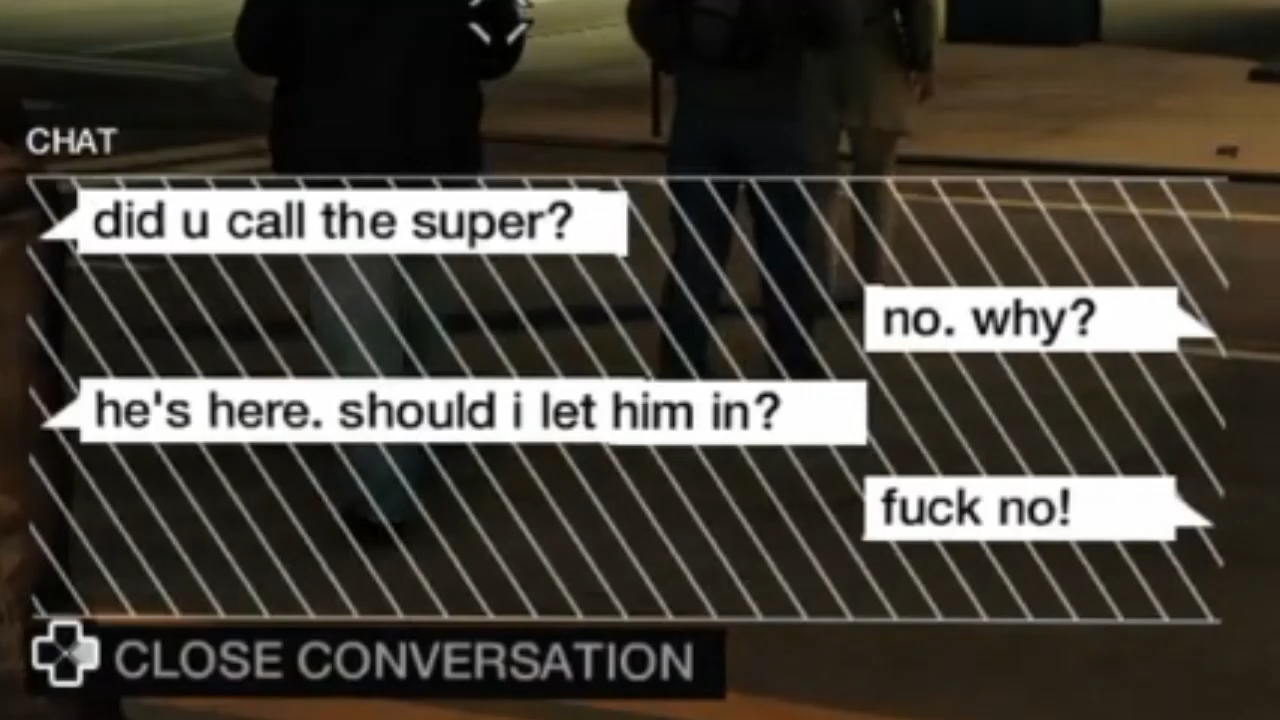 CHAT
did u call the super?
no. why?
he's here. should i let him in?
fuck no!
CLOSE CONVERSATION